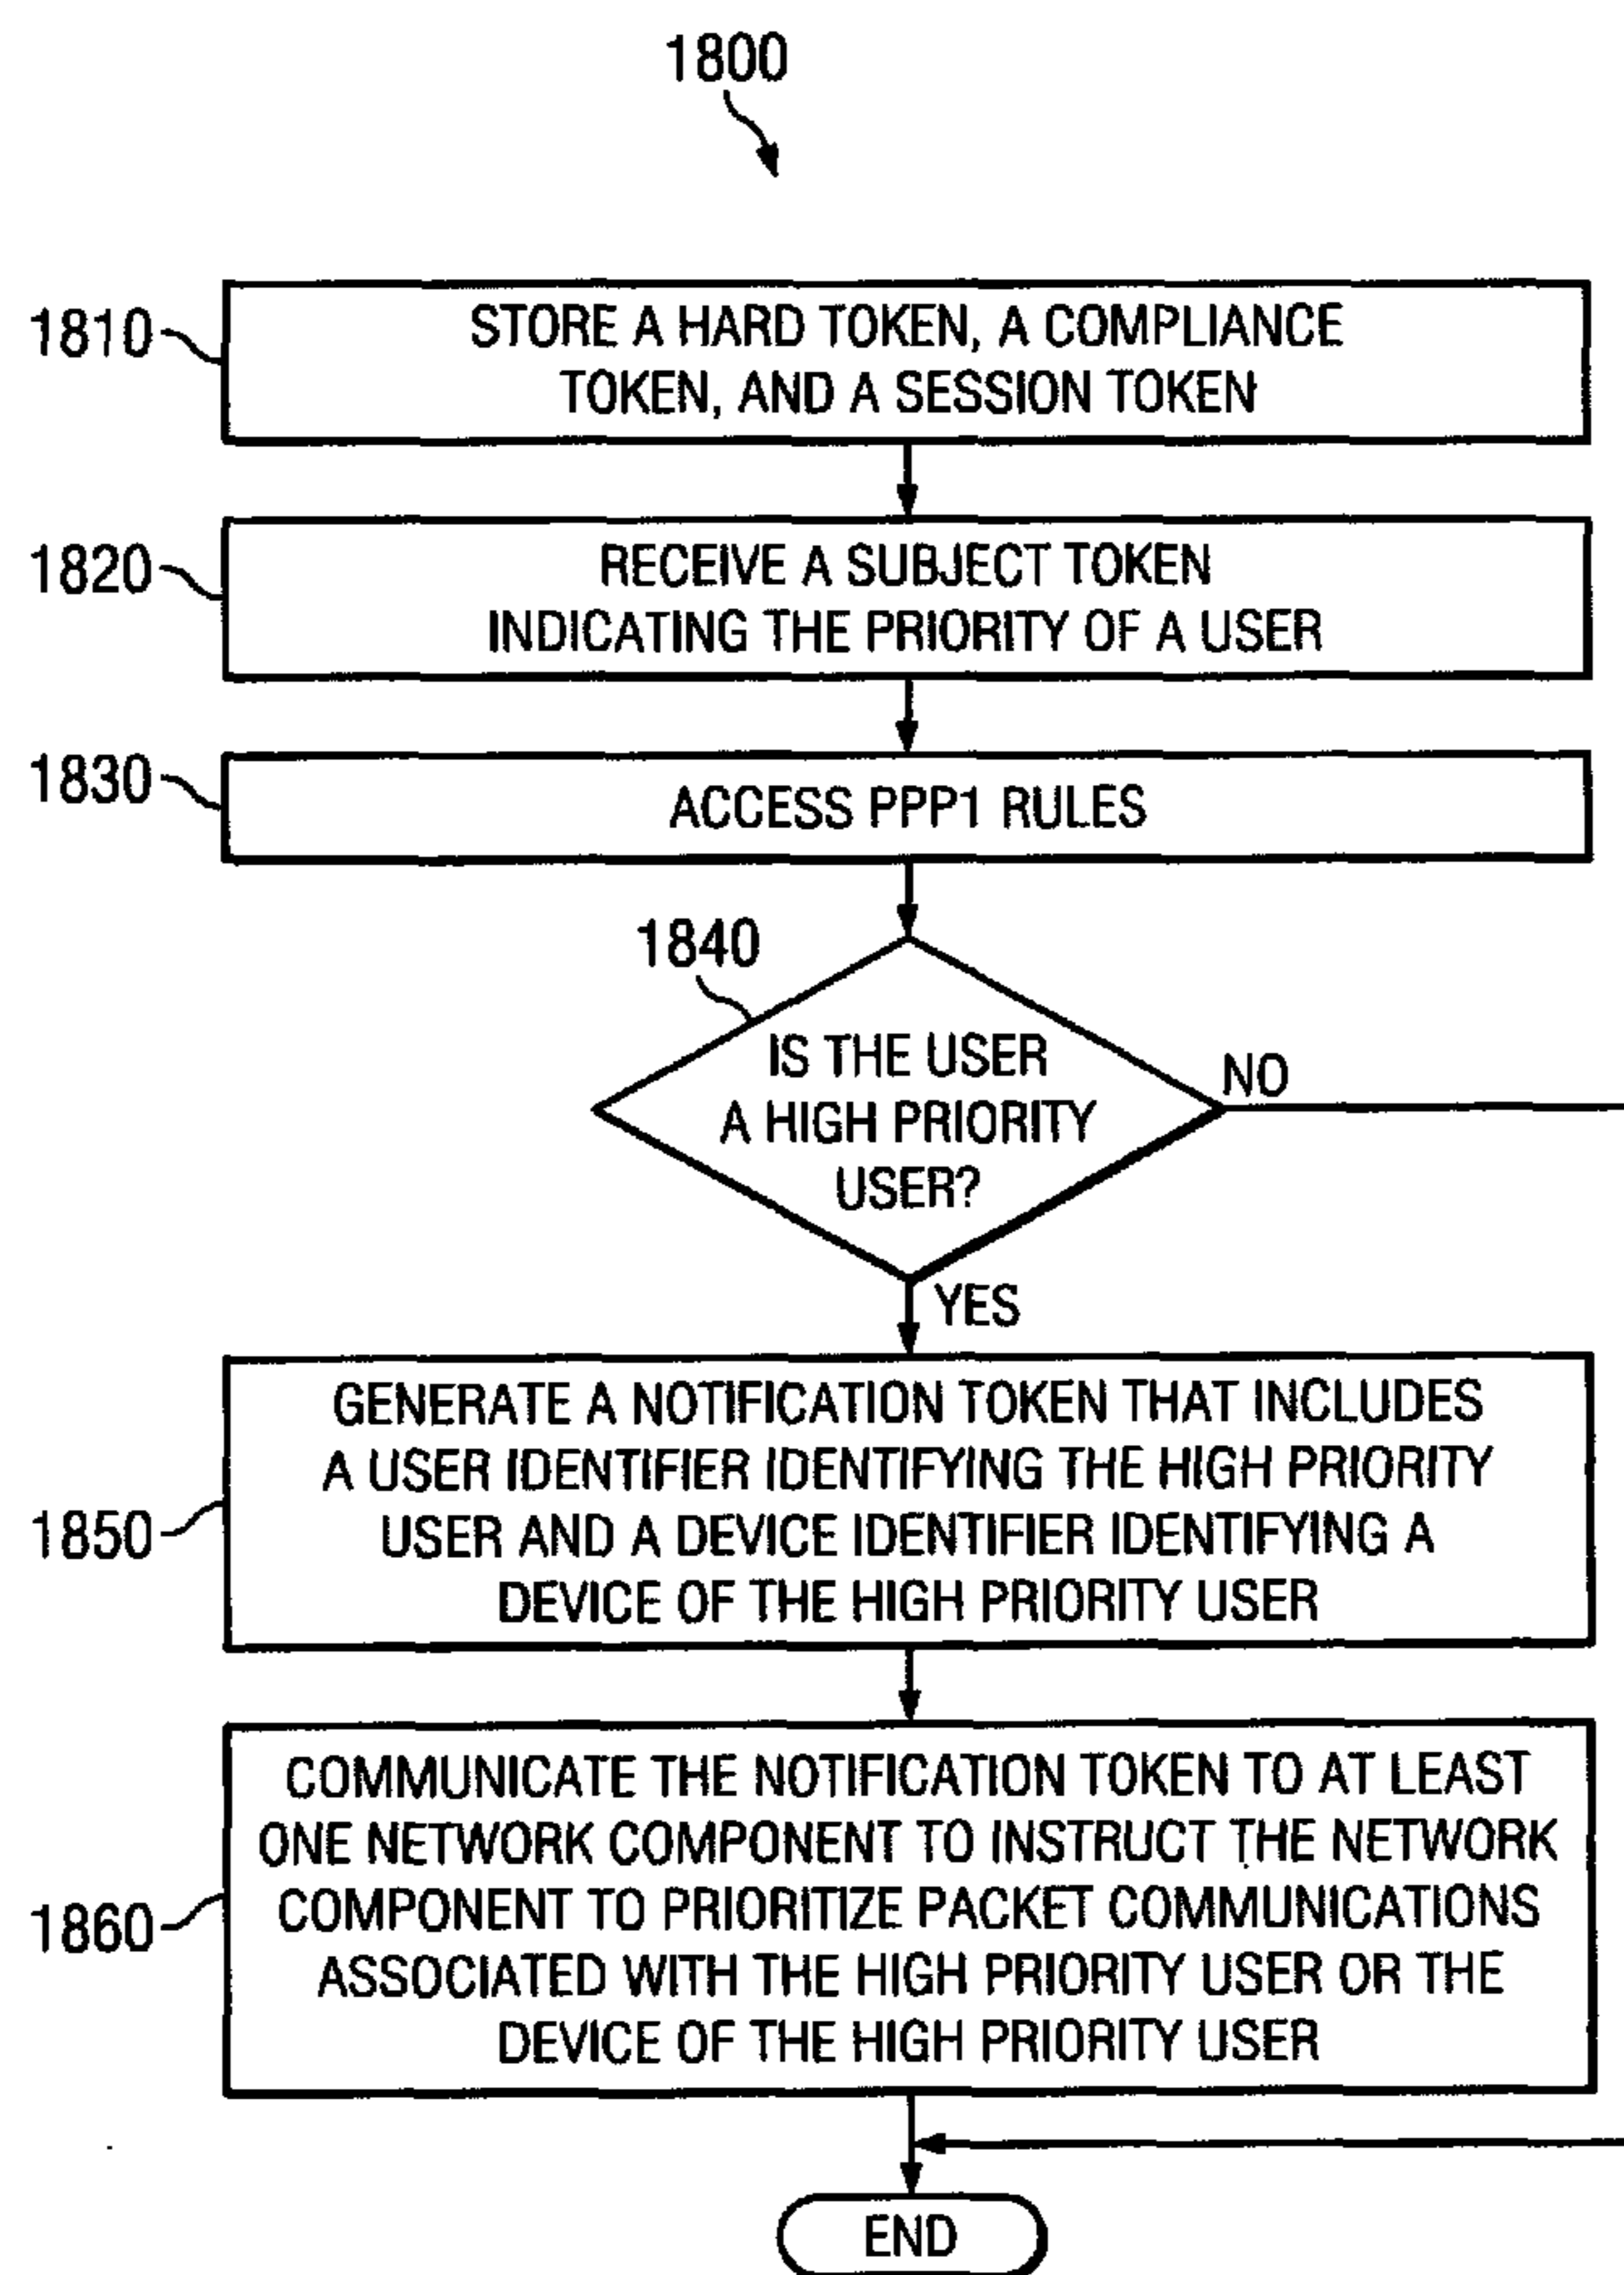 1800
1810
STORE A HARD TOKEN, A COMPLIANCE
TOKEN, AND A SESSION TOKEN
1820
RECEIVE A SUBJECT TOKEN
INDICATING THE PRIORITY OF A USER
1830
ACCESS PPP1 RULES
1840
IS THE USER
A HIGH PRIORITY
USER?
NO
YES
1850
GENERATE A NOTIFICATION TOKEN THAT INCLUDES
A USER IDENTIFIER IDENTIFYING THE HIGH PRIORITY
USER AND A DEVICE IDENTIFIER IDENTIFYING A
DEVICE OF THE HIGH PRIORITY USER
1860
COMMUNICATE THE NOTIFICATION TOKEN TO AT LEAST
ONE NETWORK COMPONENT TO INSTRUCT THE NETWORK
COMPONENT TO PRIORITIZE PACKET COMMUNICATIONS
ASSOCIATED WITH THE HIGH PRIORITY USER OR THE
DEVICE OF THE HIGH PRIORITY USER
END